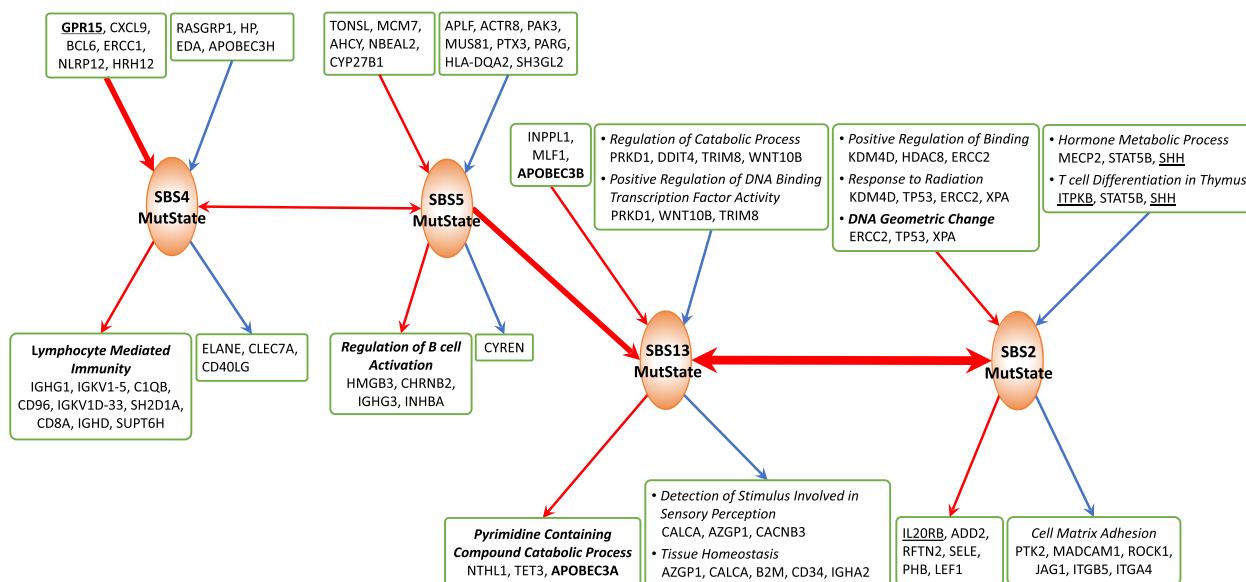 GPR15, CXCL9,
BCL6, ERCC1,
NLRP12, HRH12
RASGRP1, HP,
EDA, APOBEC3H
TONSL, MCM7,
AHCY, NBEAL2,
CYP27B1
APLF, ACTR8, PAK3,
MUS81, PTX3, PARG,
HLA-DQA2, SH3GL2
INPPL1,
MLF1,
APOBEC3B
• Regulation of Catabolic Process
PRKD1, DDIT4, TRIM8, WNT10B
• Positive Regulation of DNA Binding
Transcription Factor Activity
PRKD1, WNT10B, TRIM8
• Positive Regulation of Binding
KDM4D, HDAC8, ERCC2
• Response to Radiation
KDM4D, TP53, ERCC2, XPA
• DNA Geometric Change
ERCC2, TP53, XPA
• Hormone Metabolic Process
MECP2, STAT5B, SHH
• T cell Differentiation in Thymus
ITPKB, STAT5B, SHH
SBS4
MutState
SBS5
MutState
SBS13
MutState
SBS2
MutState
Lymphocyte Mediated
Immunity
IGHG1, IGKV1-5, C1QB,
CD96, IGKV1D-33, SH2D1A,
CD8A, IGHD, SUPT6H
ELANE, CLEC7A,
CD40LG
Regulation of B cell
Activation
HMGB3, CHRNB2,
IGHG3, INHBA
CYREN
Pyrimidine Containing
Compound Catabolic Process
NTHL1, TET3, APOBEC3A
• Detection of Stimulus Involved in
Sensory Perception
CALCA, AZGP1, CACNB3
• Tissue Homeostasis
AZGP1, CALCA, B2M, CD34, IGHA2
IL20RB, ADD2,
RFTN2, SELE,
PHB, LEF1
Cell Matrix Adhesion
PTK2, MADCAM1, ROCK1,
JAG1, ITGB5, ITGA4